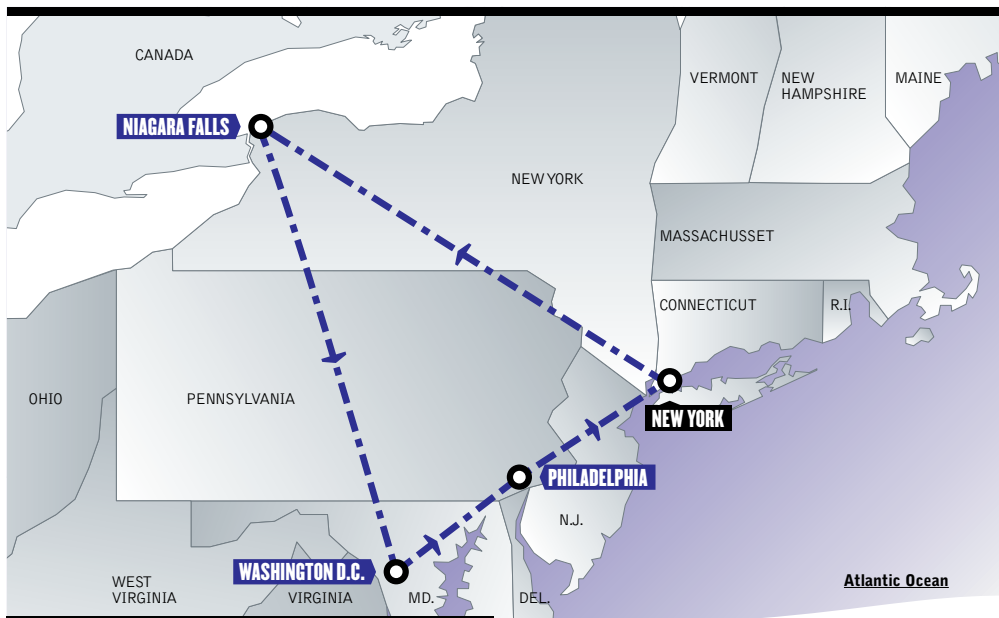 CANADA
VERMONT
NEW
HAMPSHIRE
MAINE
NIAGARA FALLS
NEW YORK
MASSACHUSSET
CONNECTICUT
R.I.
OHIO
PENNSYLVANIA
NEW YORK
PHILADELPHIA
N.J.
WASHINGTON D.C.
WEST
VIRGINIA
VIRGINIA
MD.
DEL.
Atlantic Ocean